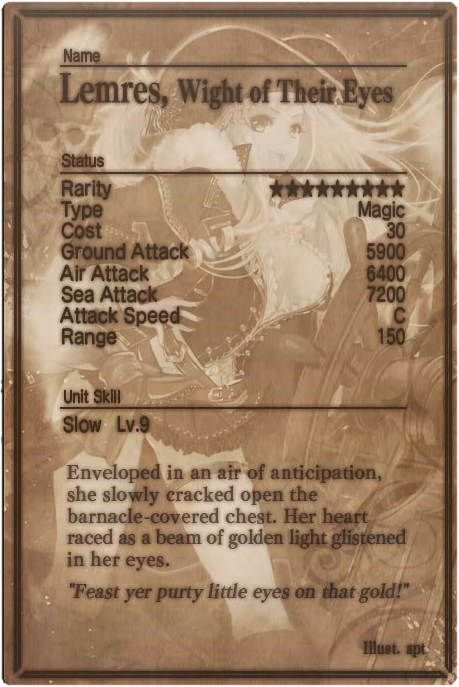 Name
Lemres, Wight of Their Eyes
Status
Rarity ★★★★★★★★★
Type Magic
Cost 30
Ground Attack 5900
Air Attack 6400
Sea Attack 7200
Attack Speed C
Range 150
Unit Skill
Slow Lv.9
Enveloped in an air of anticipation,
she slowly cracked open the
barnacle-covered chest. Her heart
raced as a beam of golden light glistened
in her eyes.
"Feast yer purty little eyes on that gold!"
Illust. apt